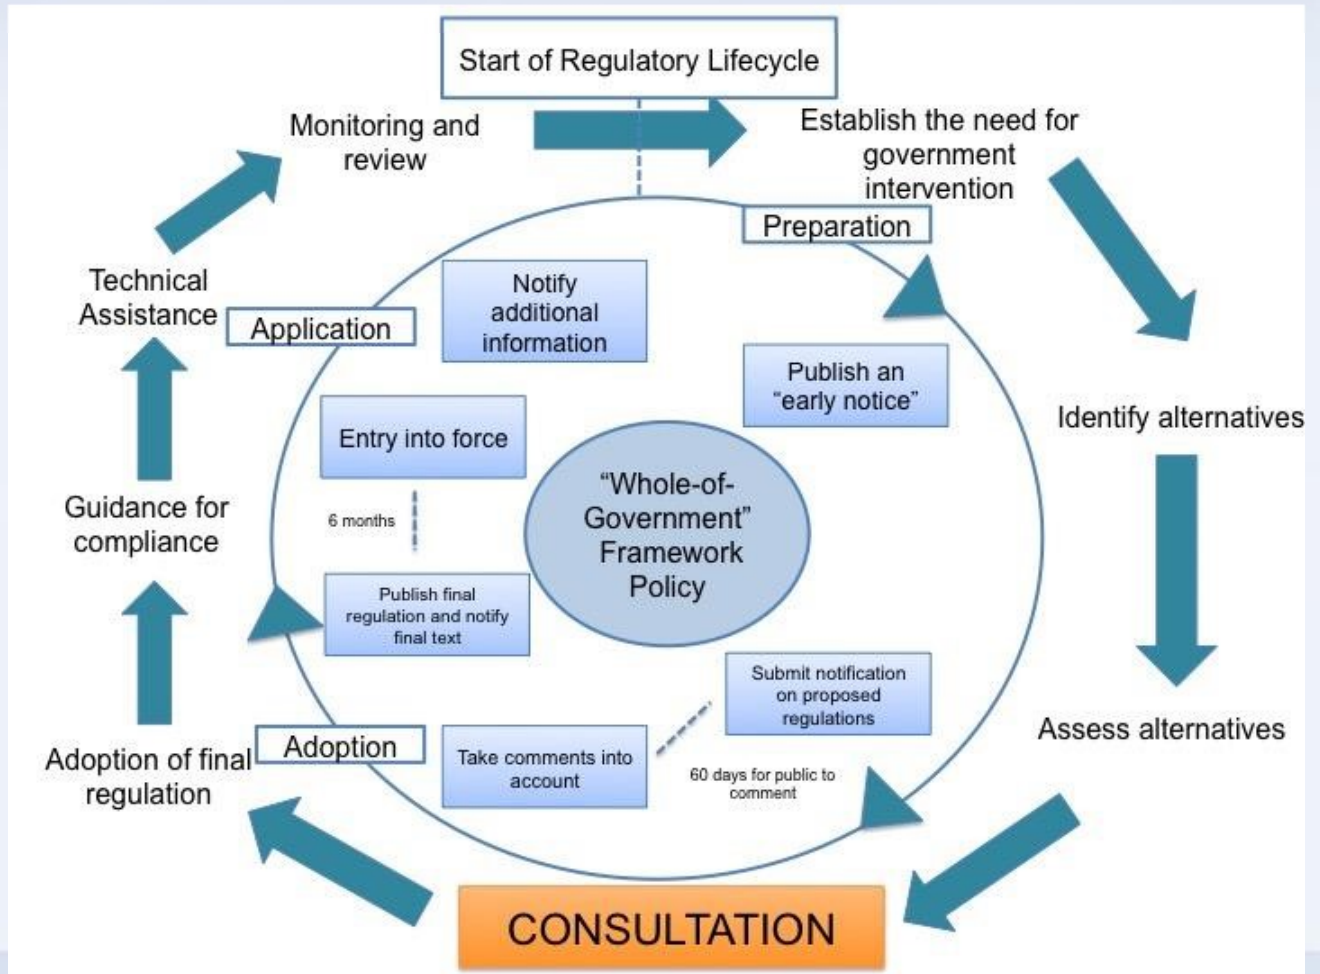 Start of Regulatory Lifecycle
Monitoring and
review
Establish the need for
government
intervention
Preparation
Technical
Assistance
Application
Notify
additional
information
Publish an
“early notice”
Identify alternatives
Entry into force
“Whole-of-
Government”
Framework
Policy
Guidance for
compliance
6 months
Publish final
regulation and notify
final text
Submit notification
on proposed
regulations
Assess alternatives
Adoption of final
regulation
Adoption
Take comments into
account
60 days for public to
comment
CONSULTATION